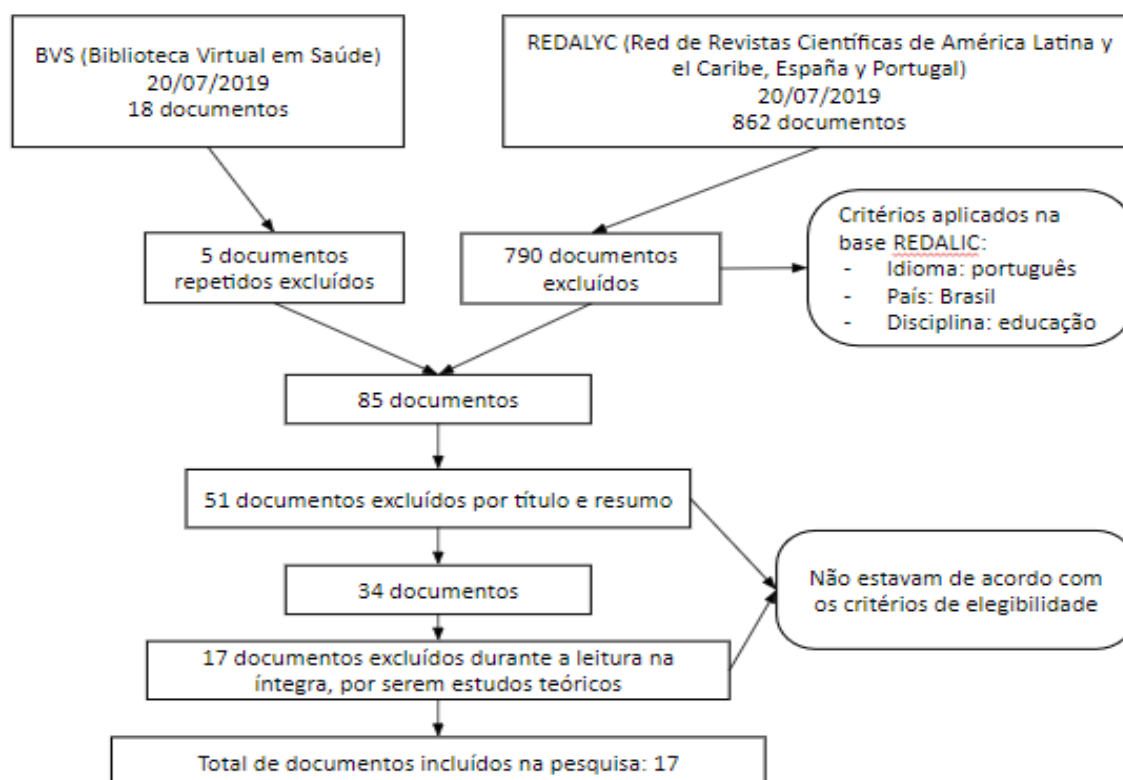 BVS (Biblioteca Virtual em Saúde)
20/07/2019
18 documentos
REDALYC (Red de Revistas Científicas de América Latina y
el Caribe, España y Portugal)
20/07/2019
862 documentos
5 documentos
repetidos excluídos
790 documentos
excluídos
Critérios aplicados na
base REDALIC:
- Idioma: português
- País: Brasil
- Disciplina: educação
85 documentos
51 documentos excluídos por título e resumo
34 documentos
Não estavam de acordo com
os critérios de elegibilidade
17 documentos excluídos durante a leitura na
íntegra, por serem estudos teóricos
Total de documentos incluídos na pesquisa: 17